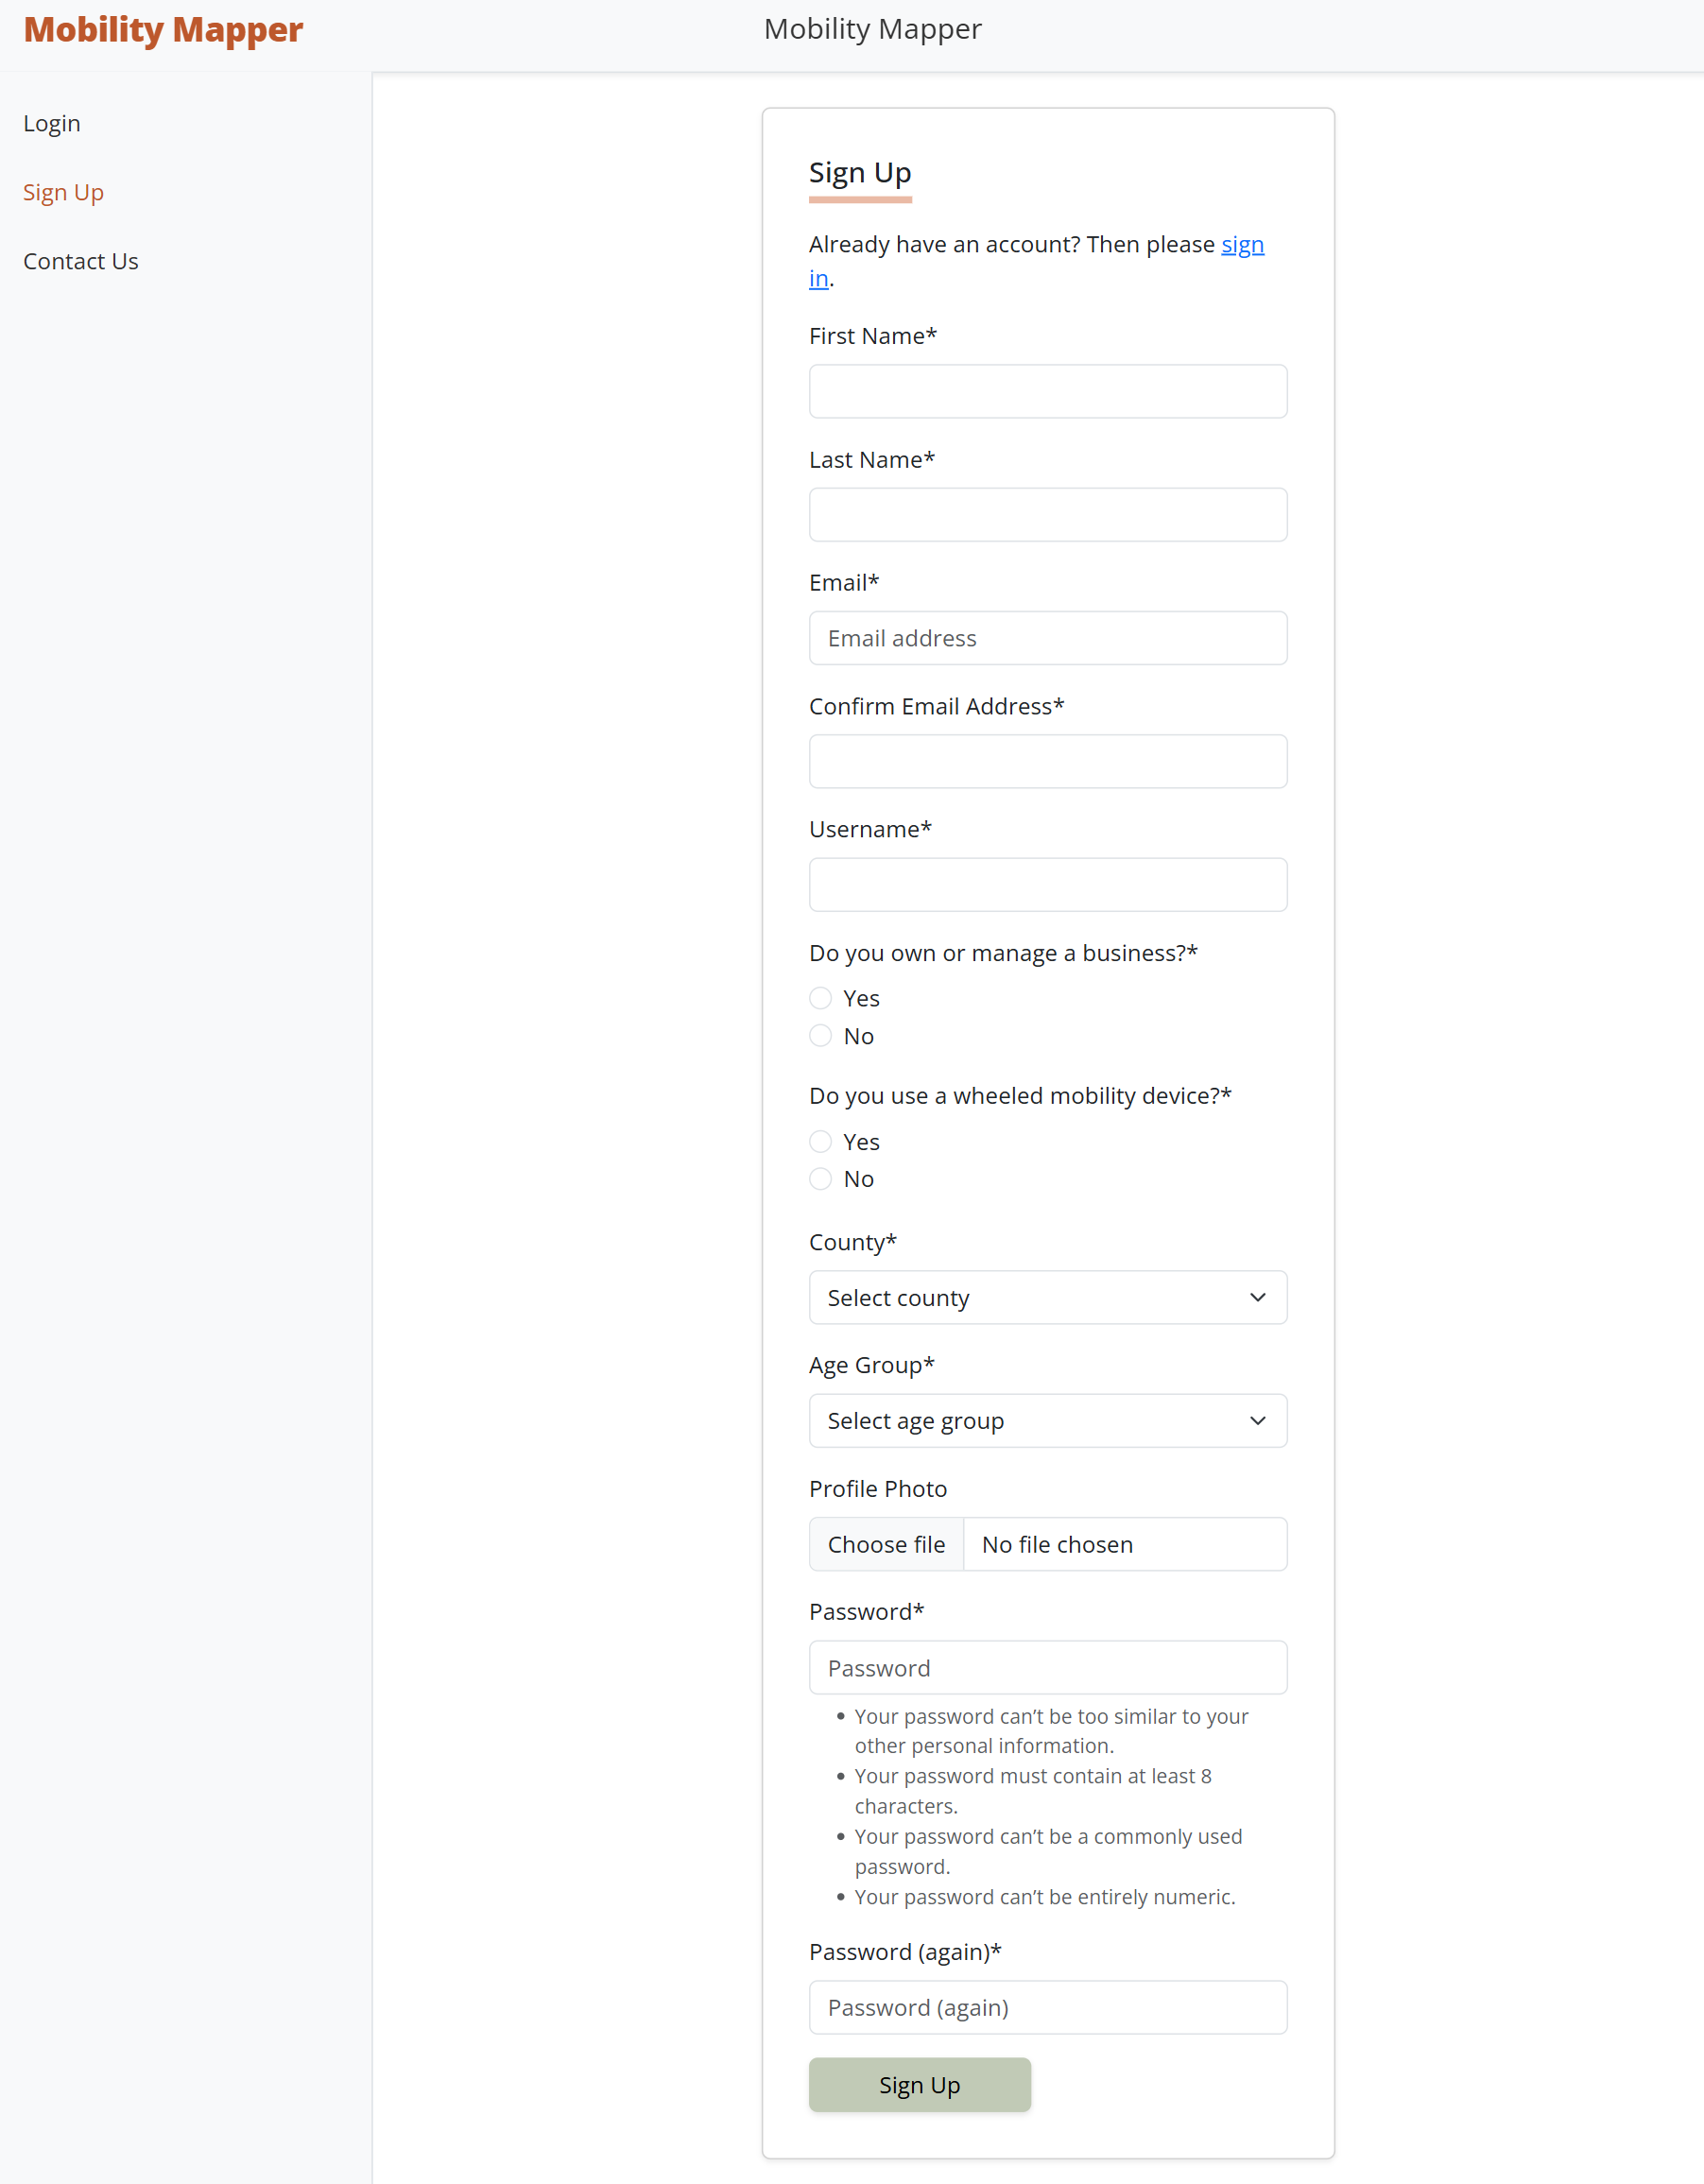 Mobility Mapper
Mobility Mapper
Login
Sign Up
Contact Us
Sign Up
Already have an account? Then please sign
in.
First Name*
Last Name*
Email*
Email address
Confirm Email Address*
Username*
Do you own or manage a business?*
Yes
No
Do you use a wheeled mobility device?*
Yes
No
County*
Select county
Age Group*
Select age group
Profile Photo
Choose file No file chosen
Password*
Password
• Your password can’t be too similar to your
other personal information.
• Your password must contain at least 8
characters.
• Your password can’t be a commonly used
password.
• Your password can’t be entirely numeric.
Password (again)*
Password (again)
Sign Up